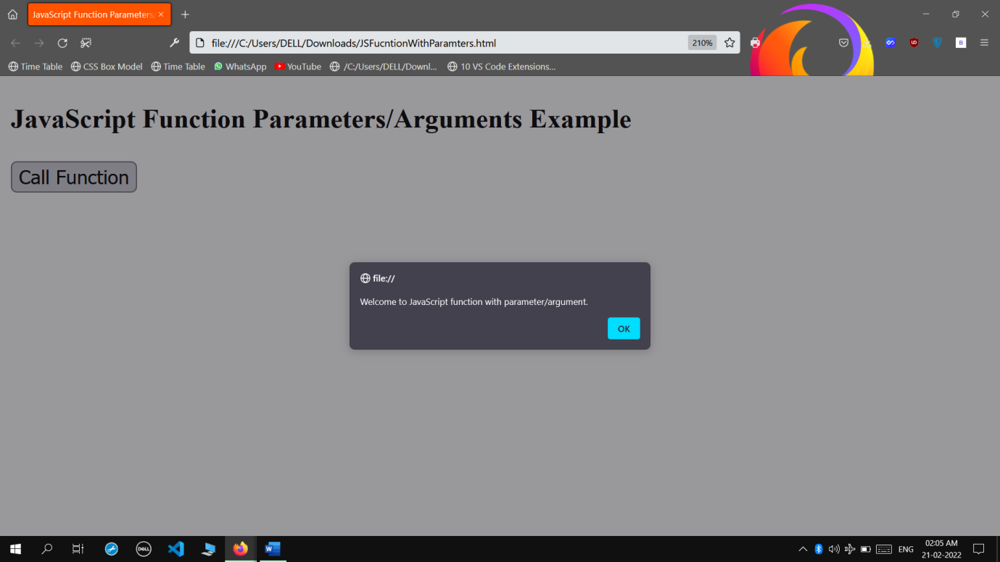 JavaScript Function Parameters/
file:///C:/Users/DELL/Downloads/JSFucntionWithParamters.html 210%
Time Table CSS Box Model Time Table WhatsApp YouTube /C:/Users/DELL/Downl... 10 VS Code Extensions...
JavaScript Function Parameters/Arguments Example
Call Function
file://
Welcome to JavaScript function with parameter/argument.
OK
DELL W ENG 02:05 AM
21-02-2022